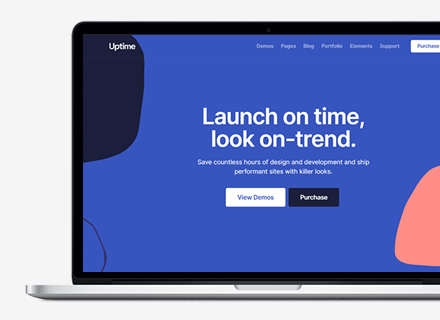 Uptime
Demos Pages Blog Portfolio Elements Support Purchase
Launch on time,
look on-trend.
Save countless hours of design and development and ship
performant sites with killer looks.
View Demos Purchase